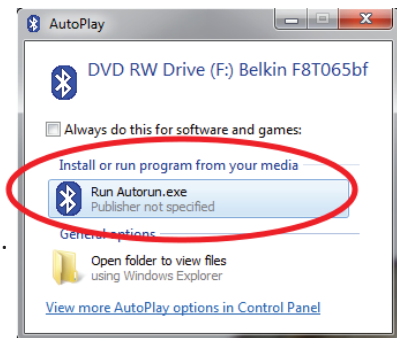 AutoPlay
DVD RW Drive (F:) Belkin F8T065bf
Always do this for software and games:
Install or run program from your media
Run Autorun.exe
Publisher not specified
General options
Open folder to view files
using Windows Explorer
View more AutoPlay options in Control Panel